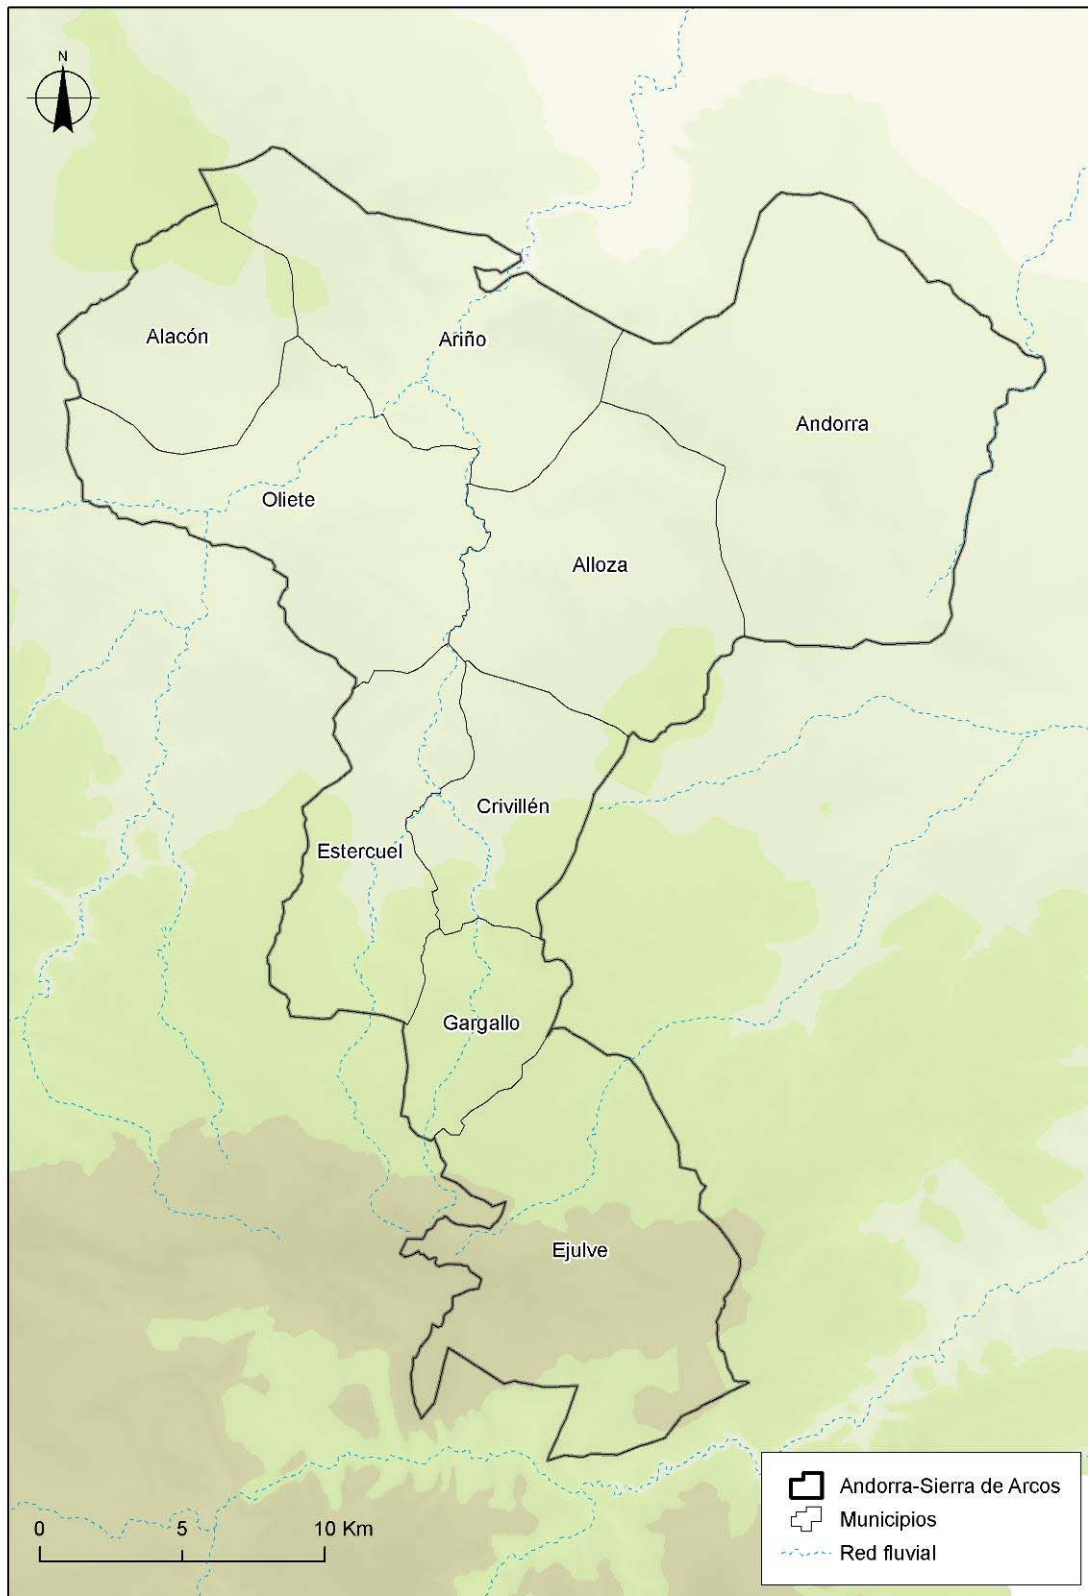 N
Alacón
Ariño
Andorra
Oliete
Alloza
Crivillén
Estercuel
Gargallo
Ejulve
Andorra-Sierra de Arcos
Municipios
Red fluvial
0 5 10 Km